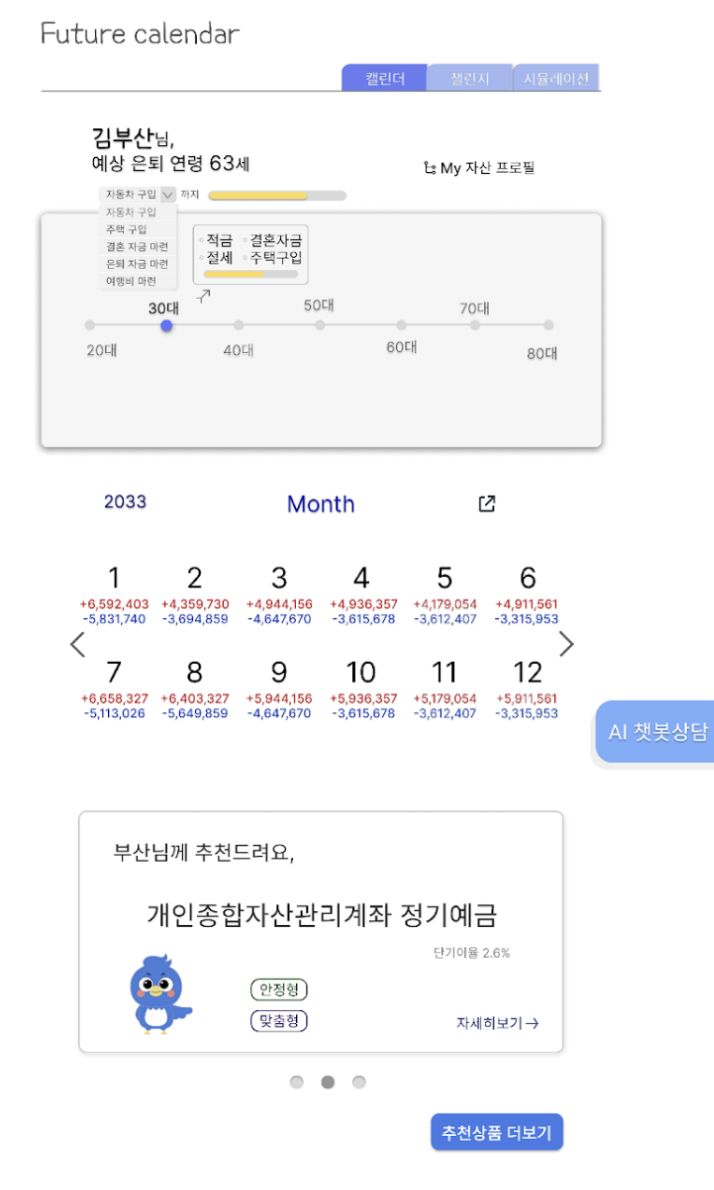 Future calendar
캘린더 챌린지 시뮬레이션
김부산님,
예상 은퇴 연령 63세
My 자산 프로필
자동차 구입 까지
자동차 구입
주택 구입
결혼 자금 마련
은퇴 자금 마련
여행비 마련
적금 결혼자금
절세 주택구입
30대 50대 70대
20대 40대 60대 80대
2033 Month
1 2 3 4 5 6
+6,592,403 +4,359,730 +4,944,156 +4,936,357 +4,179,054 +4,911,561
-5,831,740 -3,694,859 -4,647,670 -3,615,678 -3,612,407 -3,315,953
7 8 9 10 11 12
+6,658,327 +6,403,327 +5,944,156 +5,936,357 +5,179,054 +5,911,561
-5,113,026 -5,649,859 -4,647,670 -3,615,678 -3,612,407 -3,315,953
AI 챗봇상담
부산님께 추천드려요,
개인종합자산관리계좌 정기예금
단기이율 2.6%
안정형
맞춤형
자세히보기→
추천상품 더보기